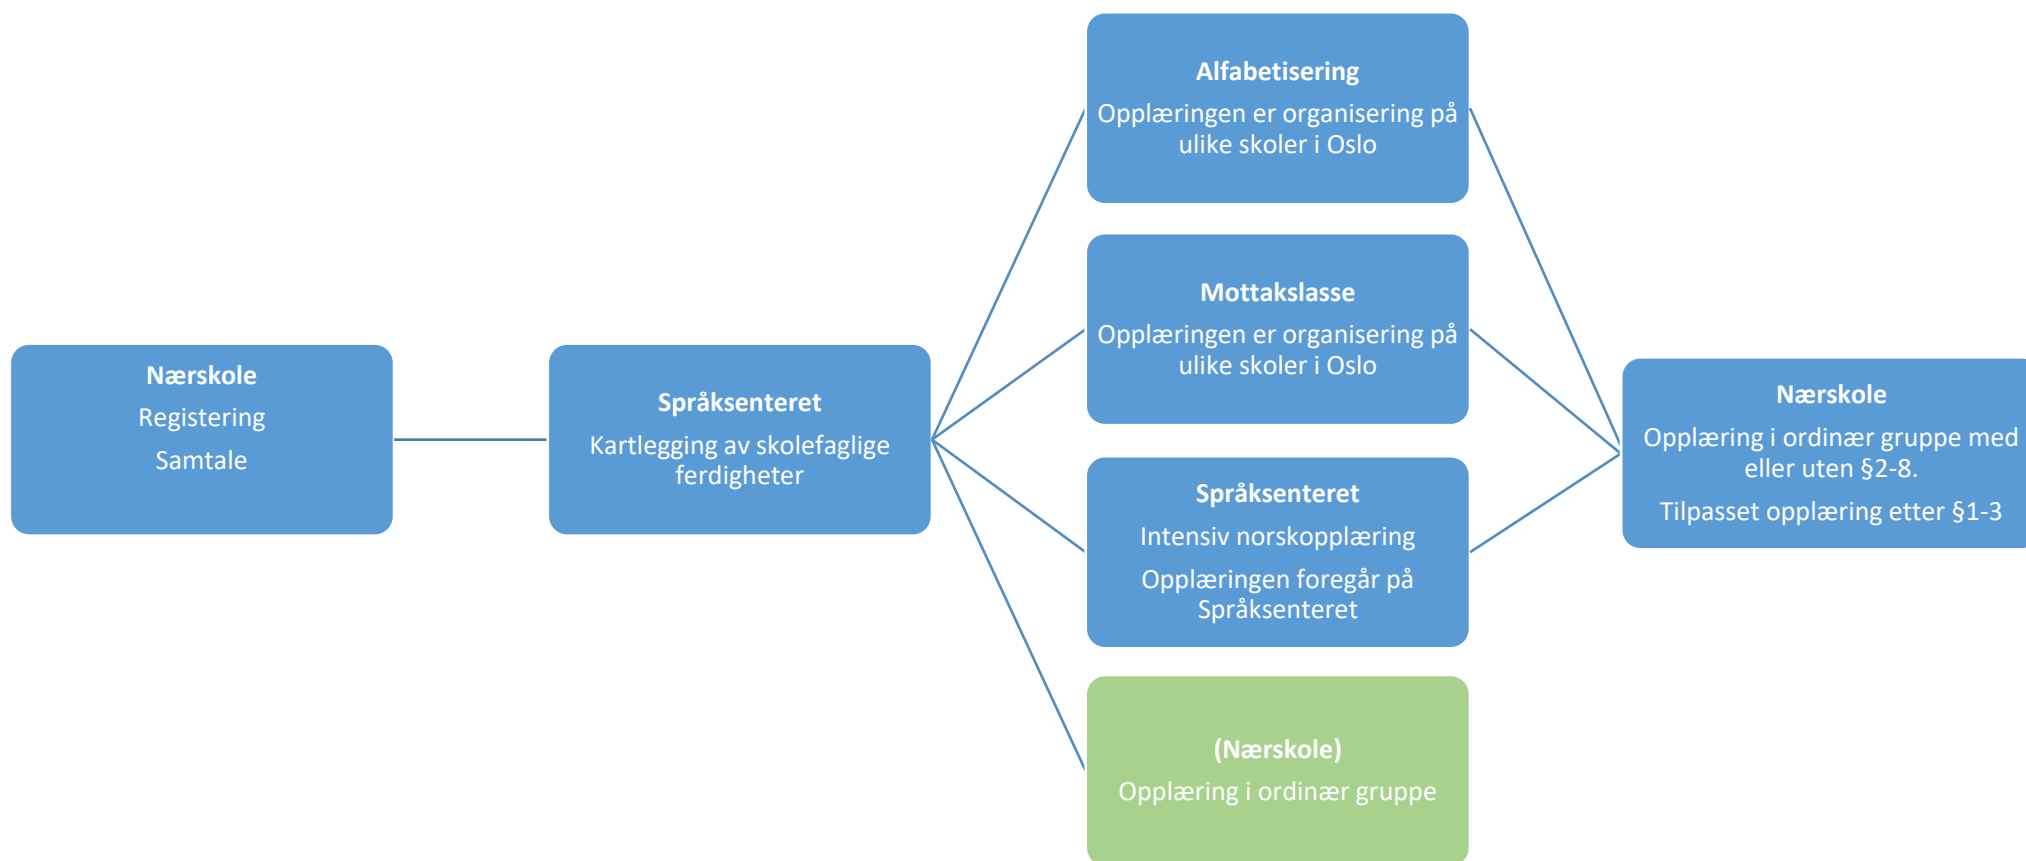 Nærskole
Registering
Samtale
Språksenteret
Kartlegging av skolefaglige
ferdigheter
Alfabetisering
Opplæringen er organisering på
ulike skoler i Oslo
Mottakslasse
Opplæringen er organisering på
ulike skoler i Oslo
Språksenteret
Intensiv norskopplæring
Opplæringen foregår på
Språksenteret
(Nærskole)
Opplæring i ordinær gruppe
Nærskole
Opplæring i ordinær gruppe med
eller uten §2-8.
Tilpasset opplæring etter §1-3